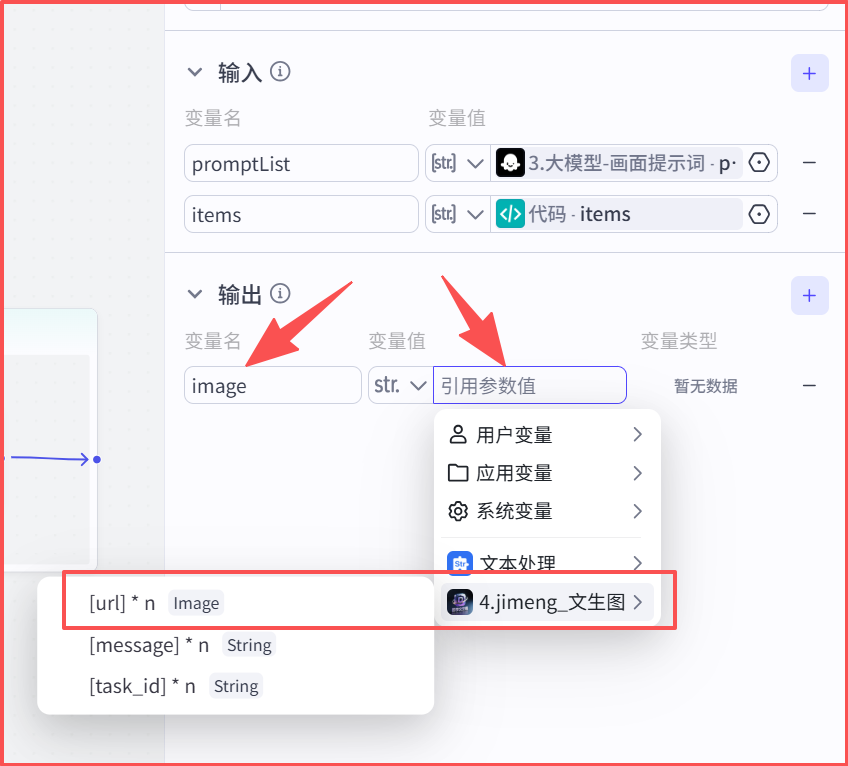 输入
变量名 变量值
promptList [str.] 3.大模型-画面提示词 - p·
items [str.] 代码 - items
输出
变量名 变量值 变量类型
image str. 引用参数值 暂无数据
用户变量
应用变量
系统变量
Str 文本处理
[url] * n Image 4.jimeng_文生图
[message] * n String
[task_id] * n String